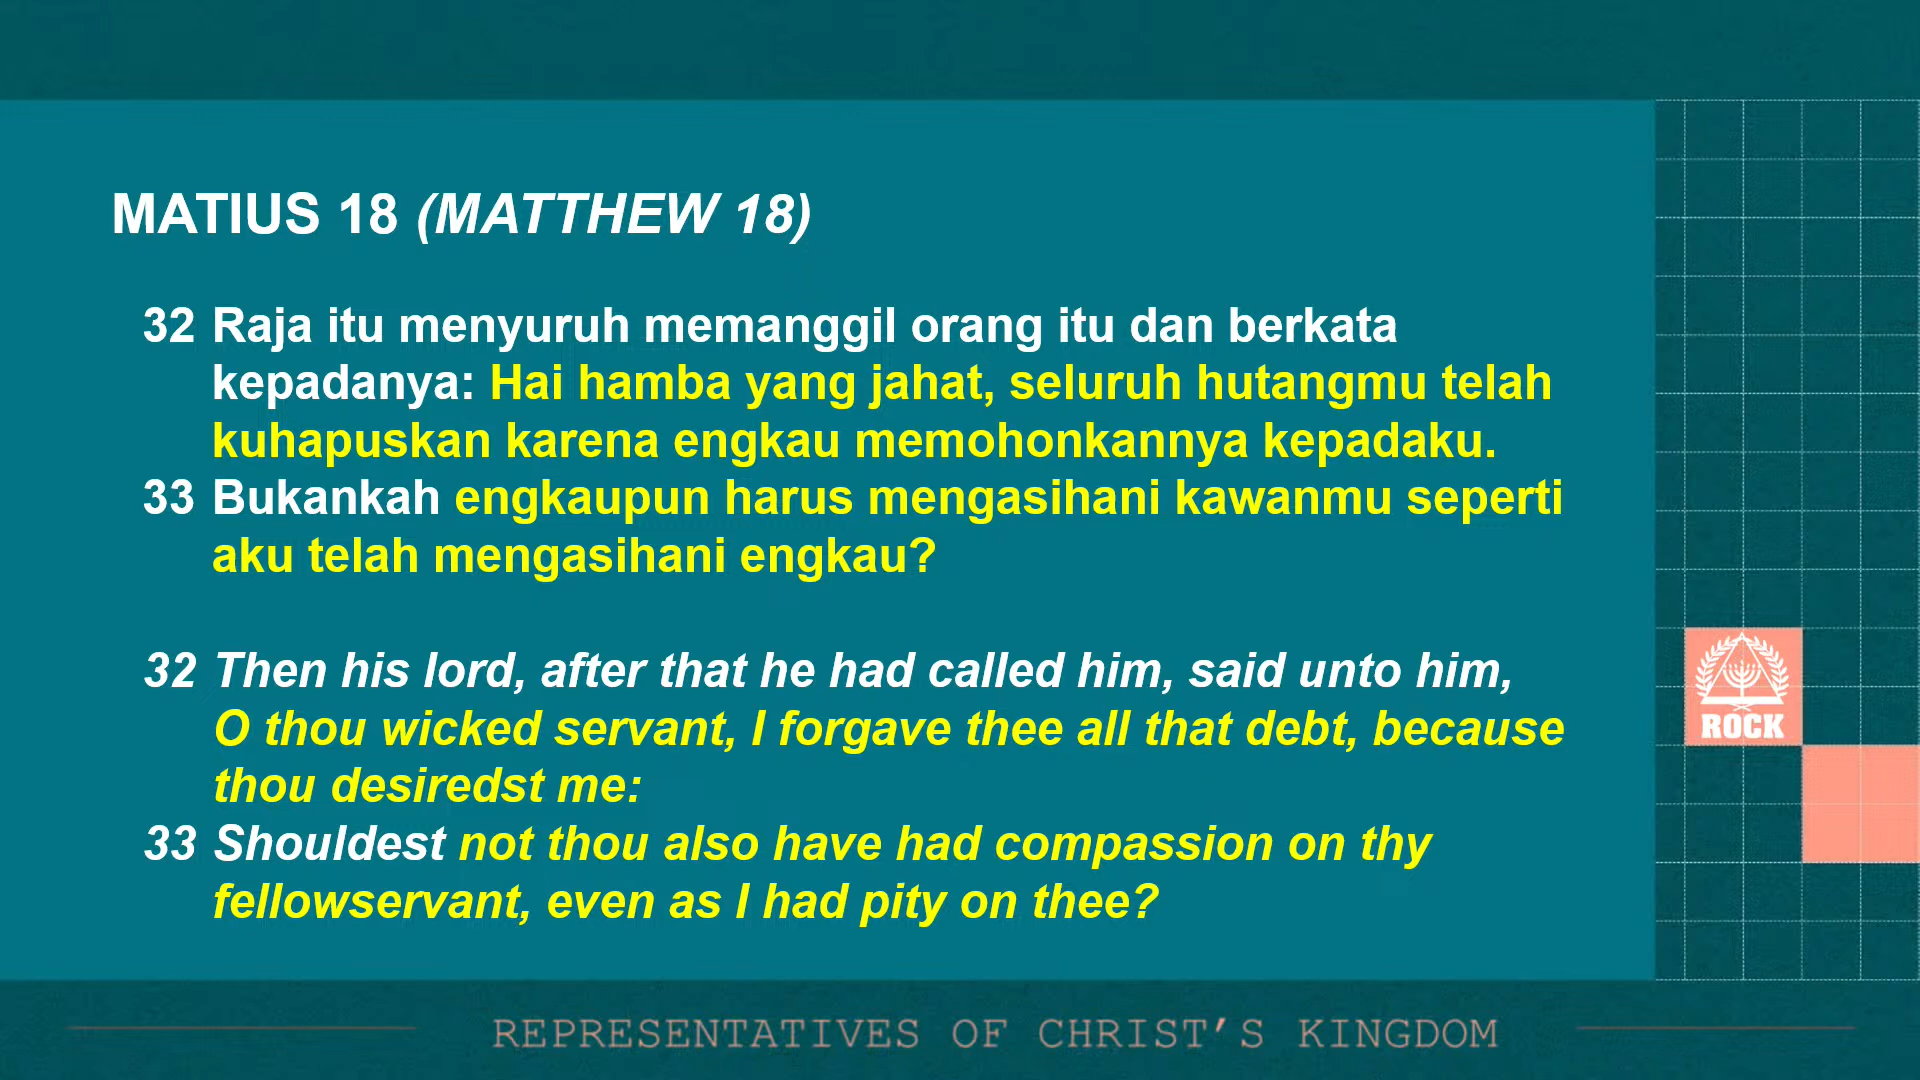 MATIUS 18 (MATTHEW 18)
32 Raja itu menyuruh memanggil orang itu dan berkata
kepadanya: Hai hamba yang jahat, seluruh hutangmu telah
kuhapuskan karena engkau memohonkannya kepadaku.
33 Bukankah engkaupun harus mengasihani kawanmu seperti
aku telah mengasihani engkau?
32 Then his lord, after that he had called him, said unto him,
O thou wicked servant, I forgave thee all that debt, because
thou desiredst me:
33 Shouldest not thou also have had compassion on thy
fellowservant, even as I had pity on thee?
ROCK
REPRESENTATIVES OF CHRIST'S KINGDOM